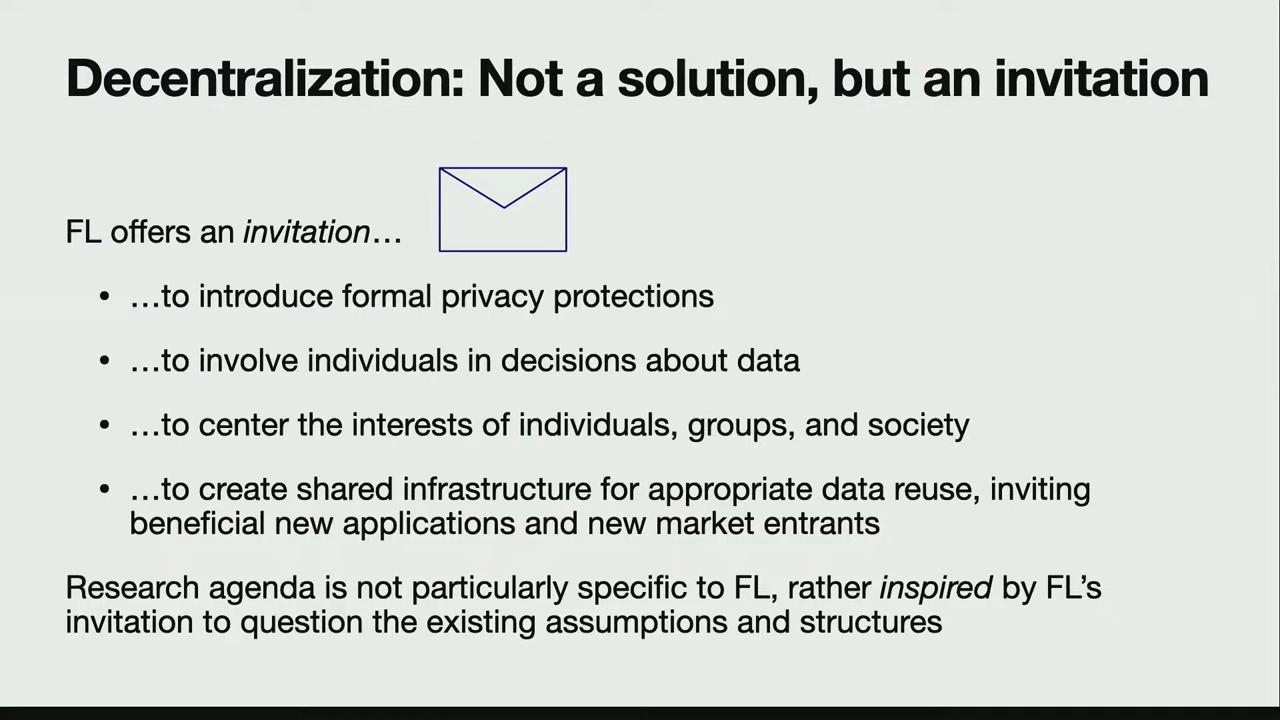 Decentralization: Not a solution, but an invitation
FL offers an invitation…
• …to introduce formal privacy protections
• …to involve individuals in decisions about data
• …to center the interests of individuals, groups, and society
• …to create shared infrastructure for appropriate data reuse, inviting
beneficial new applications and new market entrants
Research agenda is not particularly specific to FL, rather inspired by FL’s
invitation to question the existing assumptions and structures